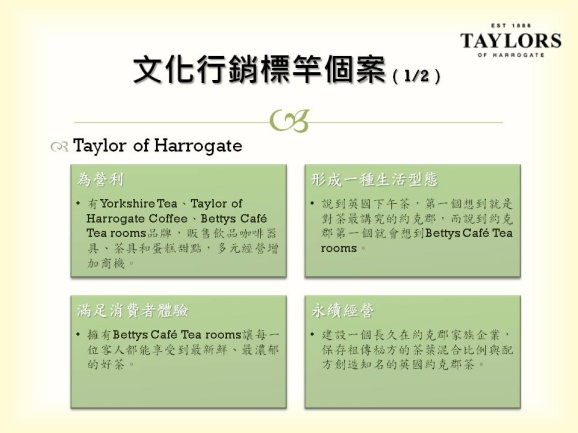 EST 1886
TAYLORS
OF HARROGATE
文化行銷標竿個案（1/2）
Taylor of Harrogate
為營利
• 有Yorkshire Tea、Taylor of
Harrogate Coffee、Bettys Café
Tea rooms品牌，販售飲品咖啡器
具、茶具和蛋糕甜點，多元經營增
加商機。
形成一種生活型態
• 說到英國下午茶，第一個想到就是
對茶最講究的約克郡，而說到約克
郡第一個就會想到Bettys Café Tea
rooms。
滿足消費者體驗
• 擁有Bettys Café Tea rooms讓每一
位客人都能享受到最新鮮、最濃郁
的好茶。
永續經營
• 建設一個長久在約克郡家族企業，
保存祖傳秘方的茶葉混合比例與配
方創造知名的英國約克郡茶。